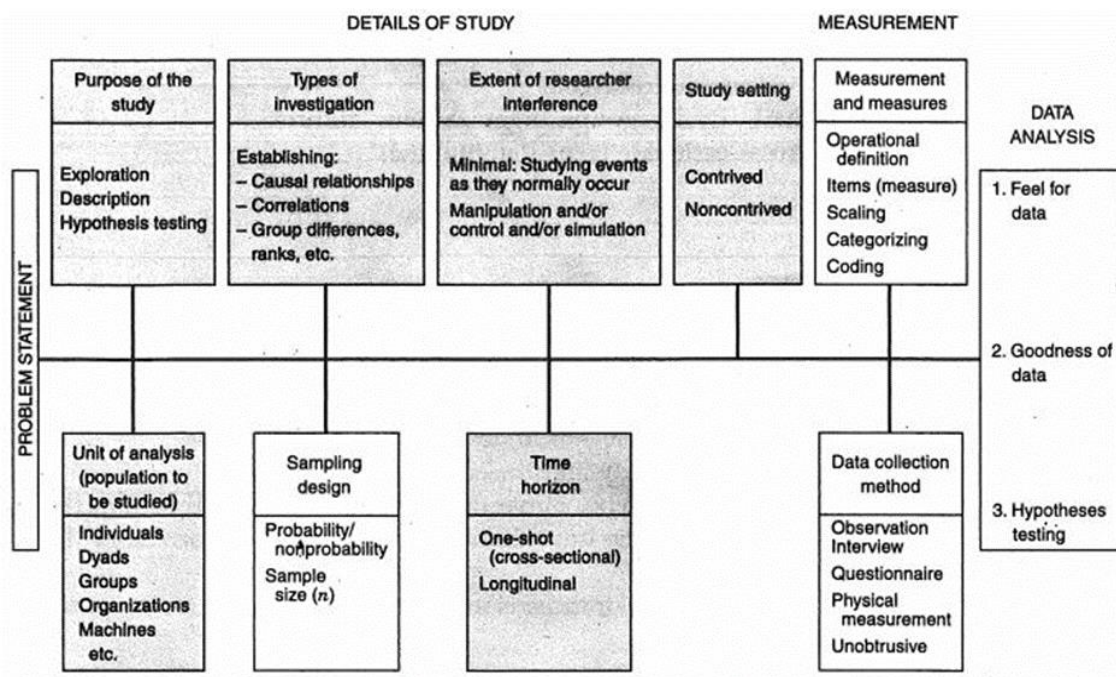 DETAILS OF STUDY
MEASUREMENT
Purpose of the
study
Exploration
Description
Hypothesis testing
Types of
investigation
Establishing:
– Causal relationships
– Correlations
– Group differences,
ranks, etc.
Extent of researcher
interference
Minimal: Studying events
as they normally occur
Manipulation and/or
control and/or simulation
Study setting
Contrived
Noncontrived
Measurement
and measures
Operational
definition
Items (measure)
Scaling
Categorizing
Coding
DATA
ANALYSIS
1. Feel for
data
2. Goodness of
data
3. Hypotheses
testing
PROBLEM STATEMENT
Unit of analysis
(population to
be studied)
Individuals
Dyads
Groups
Organizations
Machines
etc.
Sampling
design
Probability/
nonprobability
Sample
size (n)
Time
horizon
One-shot
(cross-sectional)
Longitudinal
Data collection
method
Observation
Interview
Questionnaire
Physical
measurement
Unobtrusive